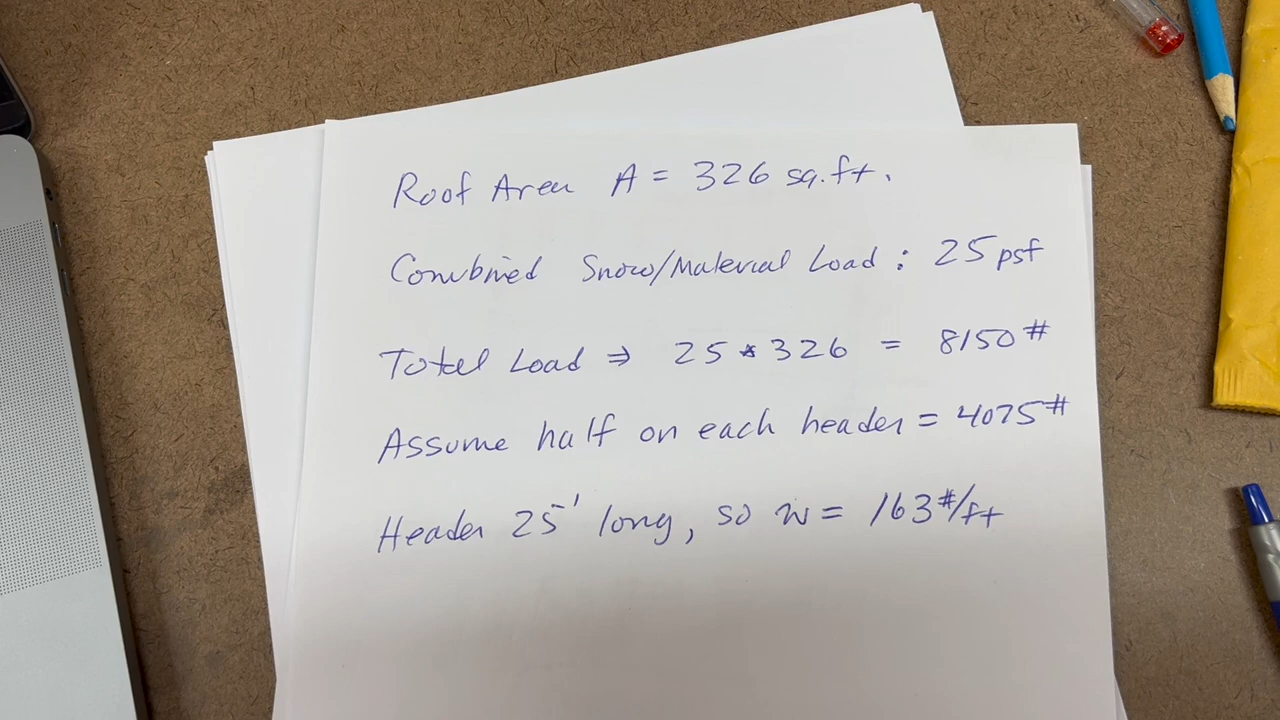 Roof Area A = 326 sq.ft.
Combined Snow/Material Load : 25 psf
Total Load ⇒ 25 * 326 = 8150#
Assume half on each header = 4075#
Header 25' long, so w = 163#/ft